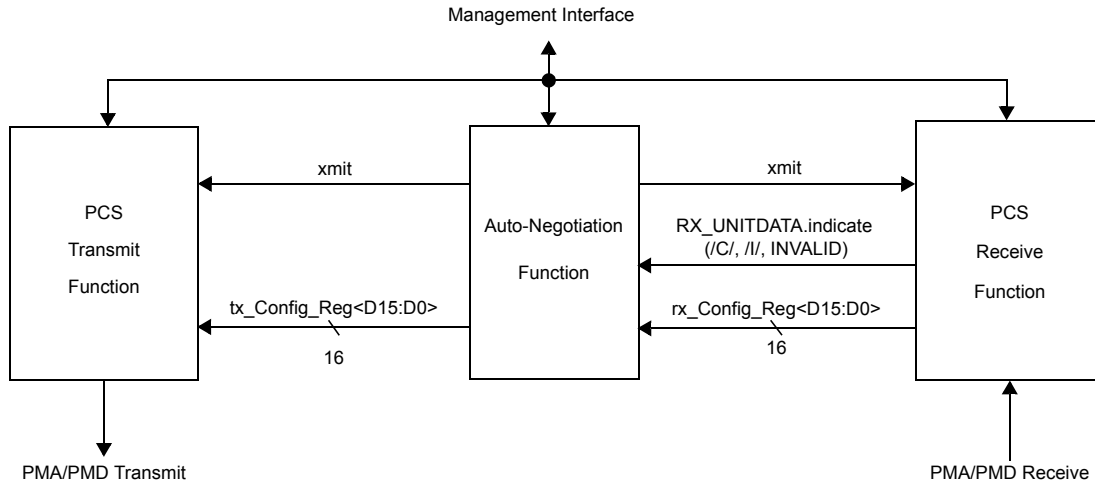 Management Interface
xmit
xmit
PCS
Transmit
Function
Auto-Negotiation
Function
RX_UNITDATA.indicate
(/C/, /I/, INVALID)
PCS
Receive
Function
tx_Config_Reg<D15:D0>
16
rx_Config_Reg<D15:D0>
16
PMA/PMD Transmit
PMA/PMD Receive